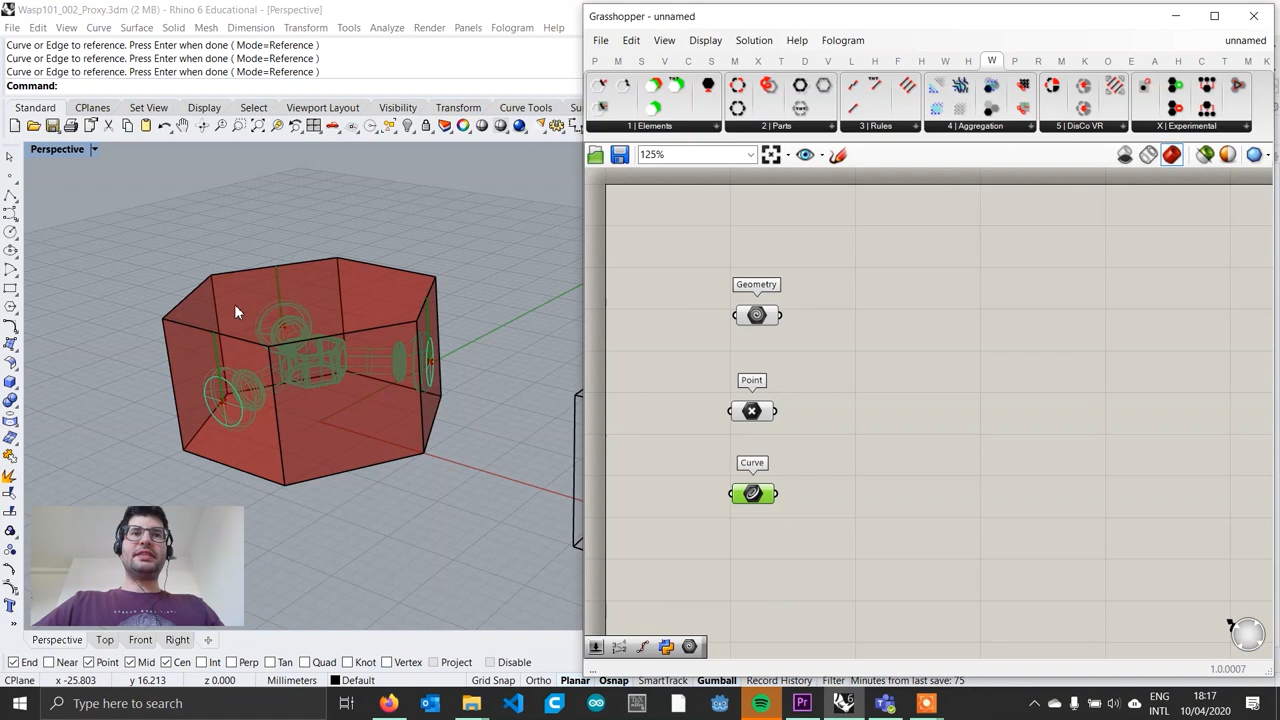 Wasp101_002_Proxy.3dm (2 MB) - Rhino 6 Educational - [Perspective]
File Edit View Curve Surface Solid Mesh Dimension Transform Tools Analyze Render Panels Fologram
Curve or Edge to reference. Press Enter when done ( Mode=Reference )
Curve or Edge to reference. Press Enter when done ( Mode=Reference )
Curve or Edge to reference. Press Enter when done ( Mode=Reference )
Command:
Standard CPlanes Set View Display Select Viewport Layout Visibility Transform Curve Tools Su
Perspective
Perspective Top Front Right
End Near Point Mid Cen Int Perp Tan Quad Knot Vertex Project Disable
CPlane x -25.803 y 16.213 z 0.000 Millimeters Default Grid Snap Ortho Planar Osnap SmartTrack Gumball Record History Filter Minutes from last save: 75
Grasshopper - unnamed
File Edit View Display Solution Help Fologram unnamed
P M S V C S M X T D K F H W H W P R W M K E A H C K
1 | Elements 2 | Parts 3 | Rules 4 | Aggregation 5 | DisCo VR X | Experimental
125%
Geometry
Point
Curve
...
1.0.0007
Type here to search
ENG
INTL
18:17
10/04/2020